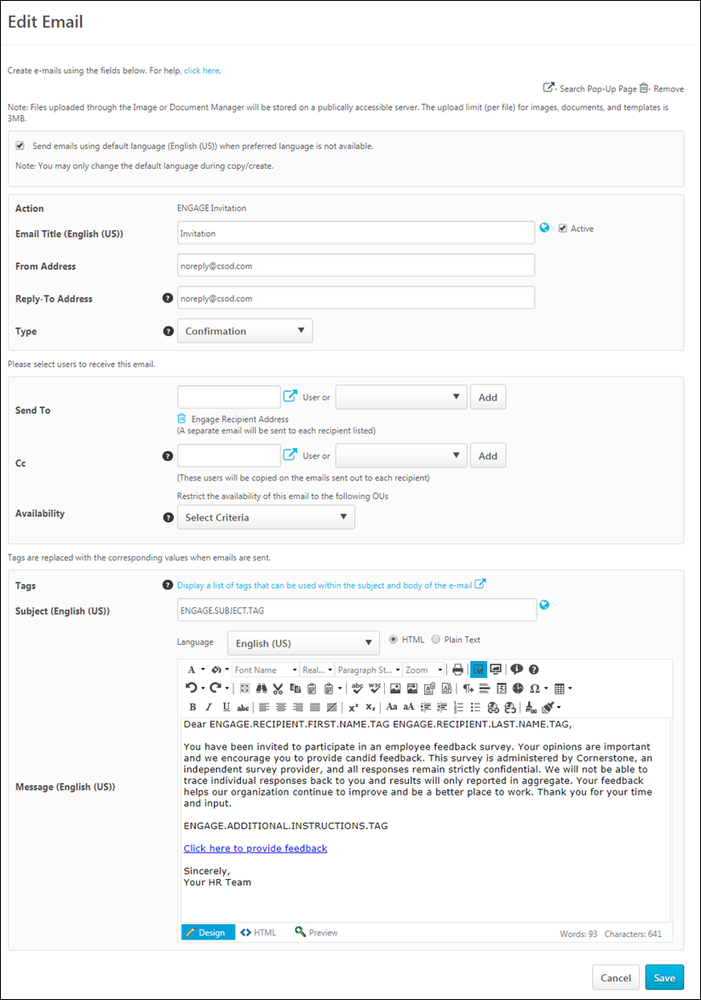 Edit Email
Create e-mails using the fields below. For help, click here.
- Search Pop-Up Page - Remove
Note: Files uploaded through the Image or Document Manager will be stored on a publically accessible server. The upload limit (per file) for images, documents, and templates is
3MB.
Send emails using default language (English (US)) when preferred language is not available.
Note: You may only change the default language during copy/create.
Action ENGAGE Invitation
Email Title (English (US)) Invitation Active
From Address noreply@csod.com
Reply-To Address ? noreply@csod.com
Type ? Confirmation
Please select users to receive this email.
Send To User or Add
Engage Recipient Address
(A separate email will be sent to each recipient listed)
Cc ? User or Add
(These users will be copied on the emails sent out to each recipient)
Restrict the availability of this email to the following OUs
Availability ? Select Criteria
Tags are replaced with the corresponding values when emails are sent.
Tags ? Display a list of tags that can be used within the subject and body of the e-mail
Subject (English (US)) ENGAGE.SUBJECT.TAG
Language English (US) HTML Plain Text
A Font Name Real... Paragraph St... Zoom ?
abc W3C Ω
B I U abc x² x₂ Aa aA
Message (English (US))
Dear ENGAGE.RECIPIENT.FIRST.NAME.TAG ENGAGE.RECIPIENT.LAST.NAME.TAG,
You have been invited to participate in an employee feedback survey. Your opinions are important
and we encourage you to provide candid feedback. This survey is administered by Cornerstone, an
independent survey provider, and all responses remain strictly confidential. We will not be able to
trace individual responses back to you and results will only reported in aggregate. Your feedback
helps our organization continue to improve and be a better place to work. Thank you for your time
and input.
ENGAGE.ADDITIONAL.INSTRUCTIONS.TAG
Click here to provide feedback
Sincerely,
Your HR Team
Design HTML Preview Words: 93 Characters: 641
Cancel Save